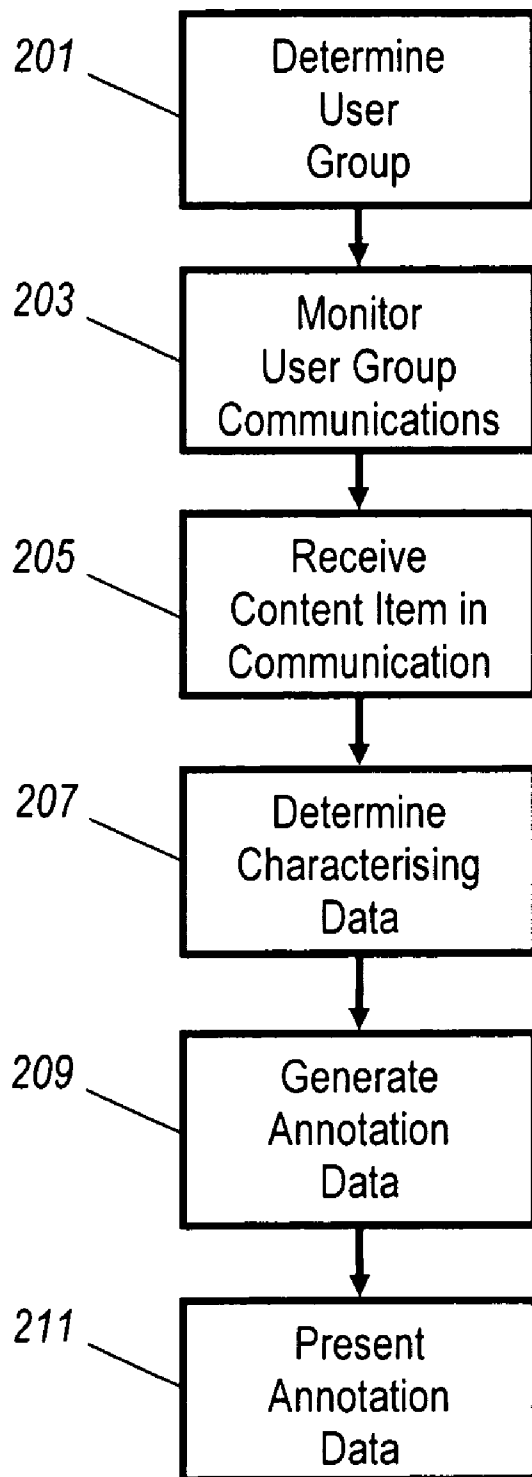 201
Determine
User
Group
203
Monitor
User Group
Communications
205
Receive
Content Item in
Communication
207
Determine
Characterising
Data
209
Generate
Annotation
Data
211
Present
Annotation
Data